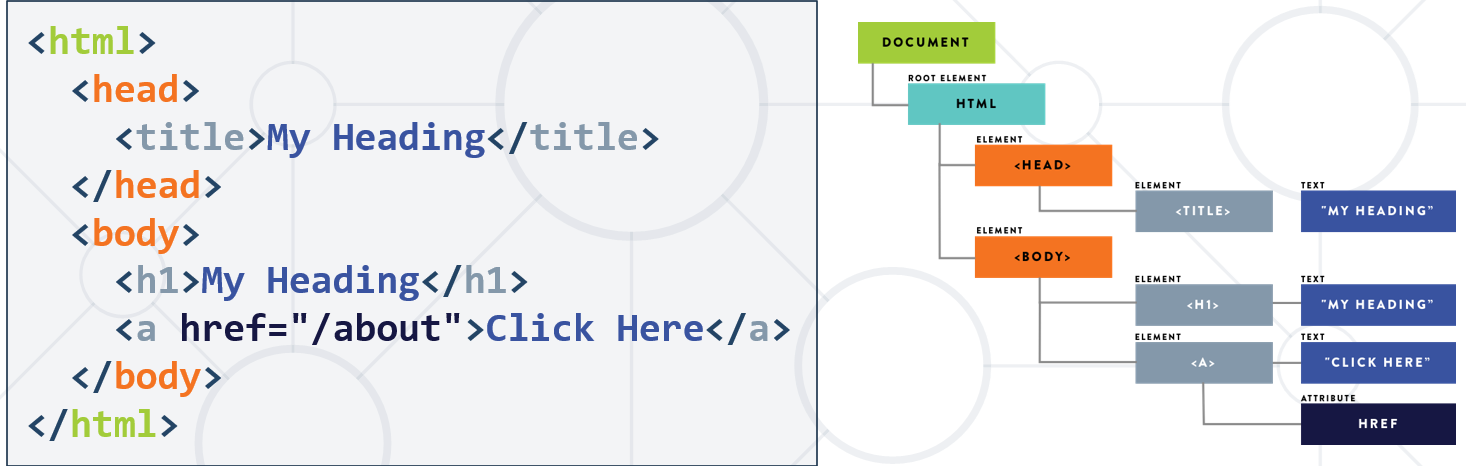 <html>
<head>
<title>My Heading</title>
</head>
<body>
<h1>My Heading</h1>
<a href="/about">Click Here</a>
</body>
</html>
DOCUMENT
ROOT ELEMENT
HTML
ELEMENT
<HEAD>
ELEMENT
<TITLE>
TEXT
"MY HEADING"
ELEMENT
<BODY>
ELEMENT
<H1>
TEXT
"MY HEADING"
ELEMENT
<A>
TEXT
"CLICK HERE"
ATTRIBUTE
HREF